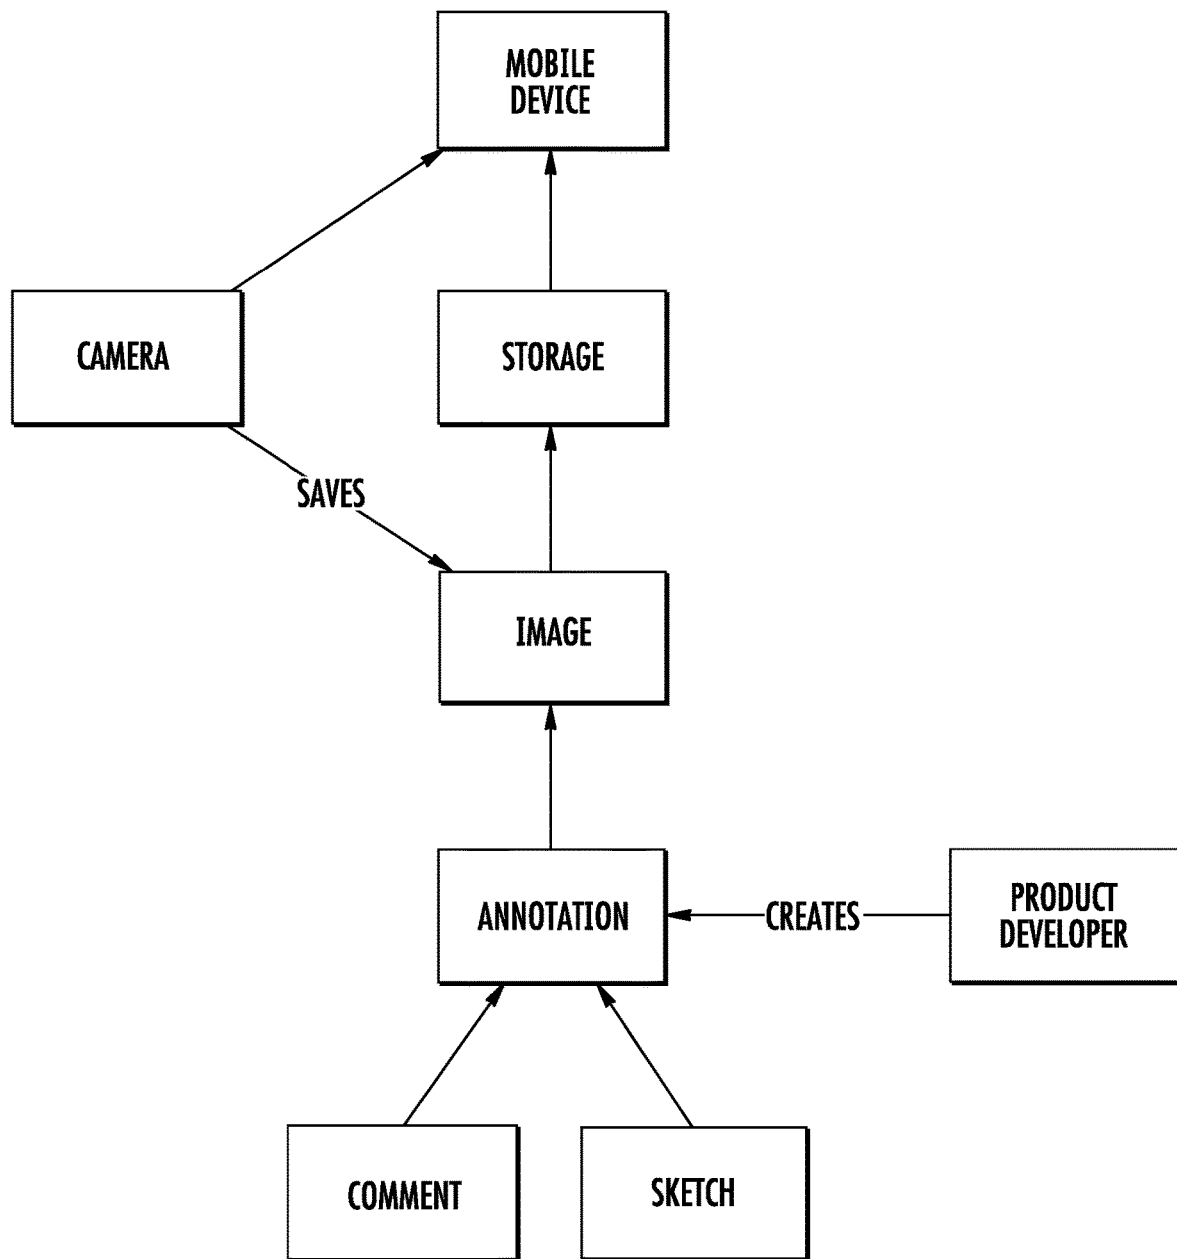 MOBILE
DEVICE
CAMERA
STORAGE
SAVES
IMAGE
ANNOTATION
CREATES
PRODUCT
DEVELOPER
COMMENT
SKETCH